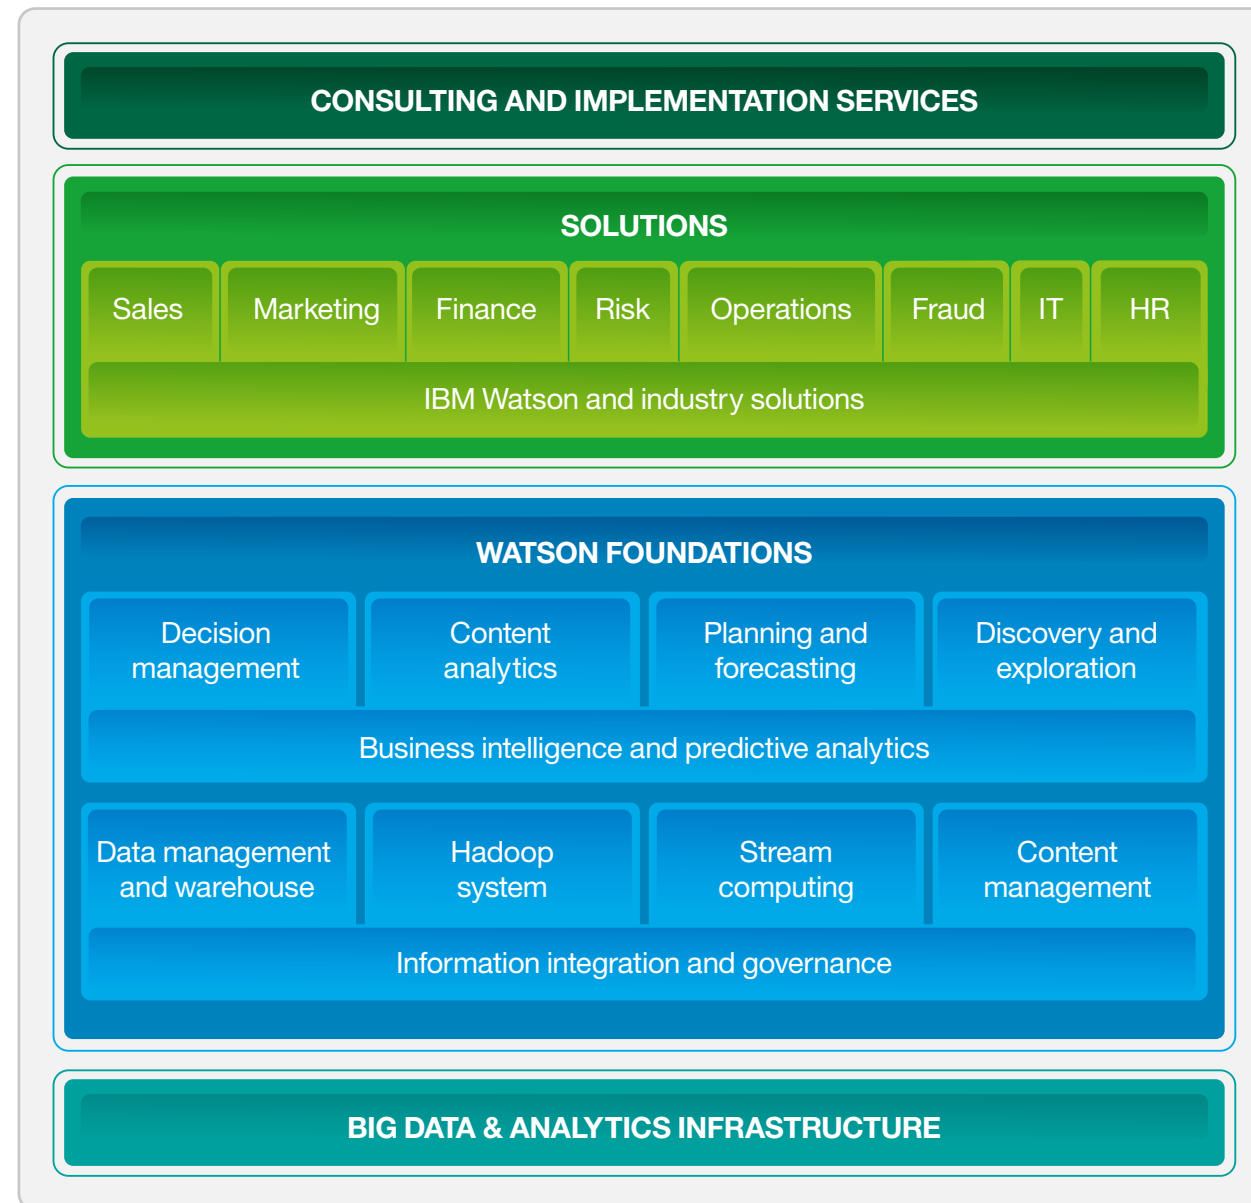 CONSULTING AND IMPLEMENTATION SERVICES
SOLUTIONS
Sales
Marketing
Finance
Risk
Operations
Fraud
IT
HR
IBM Watson and industry solutions
WATSON FOUNDATIONS
Decision
management
Content
analytics
Planning and
forecasting
Discovery and
exploration
Business intelligence and predictive analytics
Data management
and warehouse
Hadoop
system
Stream
computing
Content
management
Information integration and governance
BIG DATA & ANALYTICS INFRASTRUCTURE